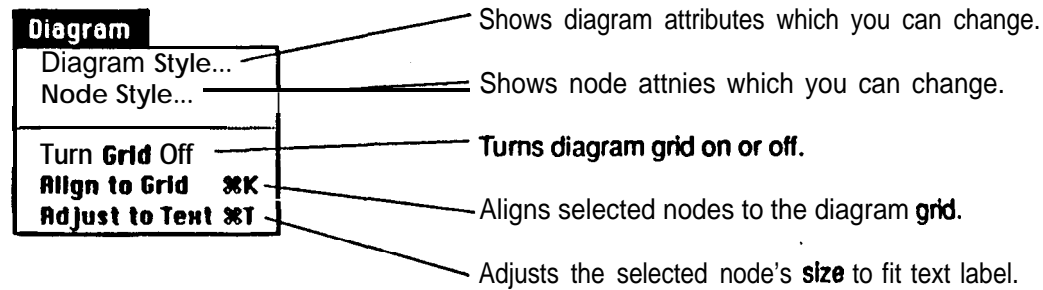 Diagram
Shows diagram attributes which you can change.
Diagram Style...
Node Style...
Shows node attnies which you can change.
Turn Grid Off
Turns diagram grid on or off.
Align to Grid ⌘K
Aligns selected nodes to the diagram grid.
Adjust to Text ⌘T
Adjusts the selected node's size to fit text label.